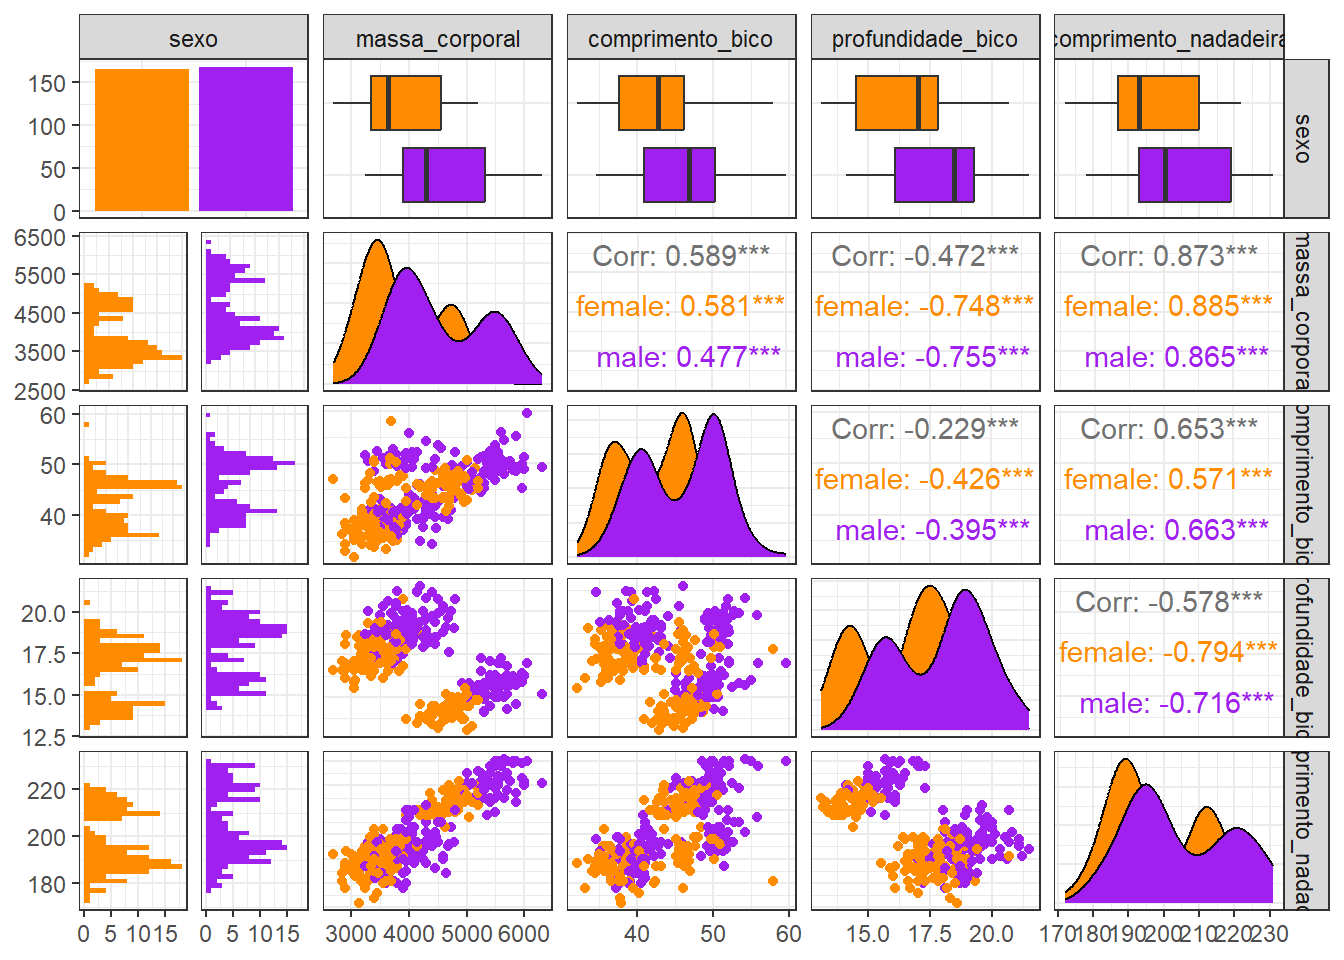 sexo massa_corporal comprimento_bico profundidade_bico comprimento_nadadeira
150
100
50
0
sexo
6500
5500
4500
3500
2500
Corr: 0.589*** Corr: -0.472*** Corr: 0.873***
female: 0.581*** female: -0.748*** female: 0.885***
male: 0.477*** male: -0.755*** male: 0.865***
massa_corpora
60
50
40
Corr: -0.229*** Corr: 0.653***
female: -0.426*** female: 0.571***
male: -0.395*** male: 0.663***
omprimento_bic
20.0
17.5
15.0
12.5
Corr: -0.578***
female: -0.794***
male: -0.716***
ofundidade_bic
220
200
180
primento_nadad
0 5 10 15 0 5 10 15 3000 4000 5000 6000 40 50 60 15.0 17.5 20.0 170 180 190 200 210 220 230